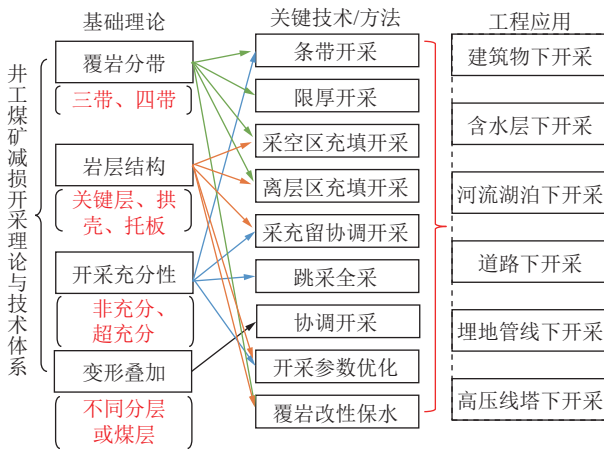 井工煤矿减损开采理论与技术体系
基础理论
覆岩分带
三带、四带
岩层结构
关键层、拱
壳、托板
开采充分性
非充分、
超充分
变形叠加
不同分层
或煤层
关键技术/方法
条带开采
限厚开采
采空区充填开采
离层区充填开采
采充留协调开采
跳采全采
协调开采
开采参数优化
覆岩改性保水
工程应用
建筑物下开采
含水层下开采
河流湖泊下开采
道路下开采
埋地管线下开采
高压线塔下开采